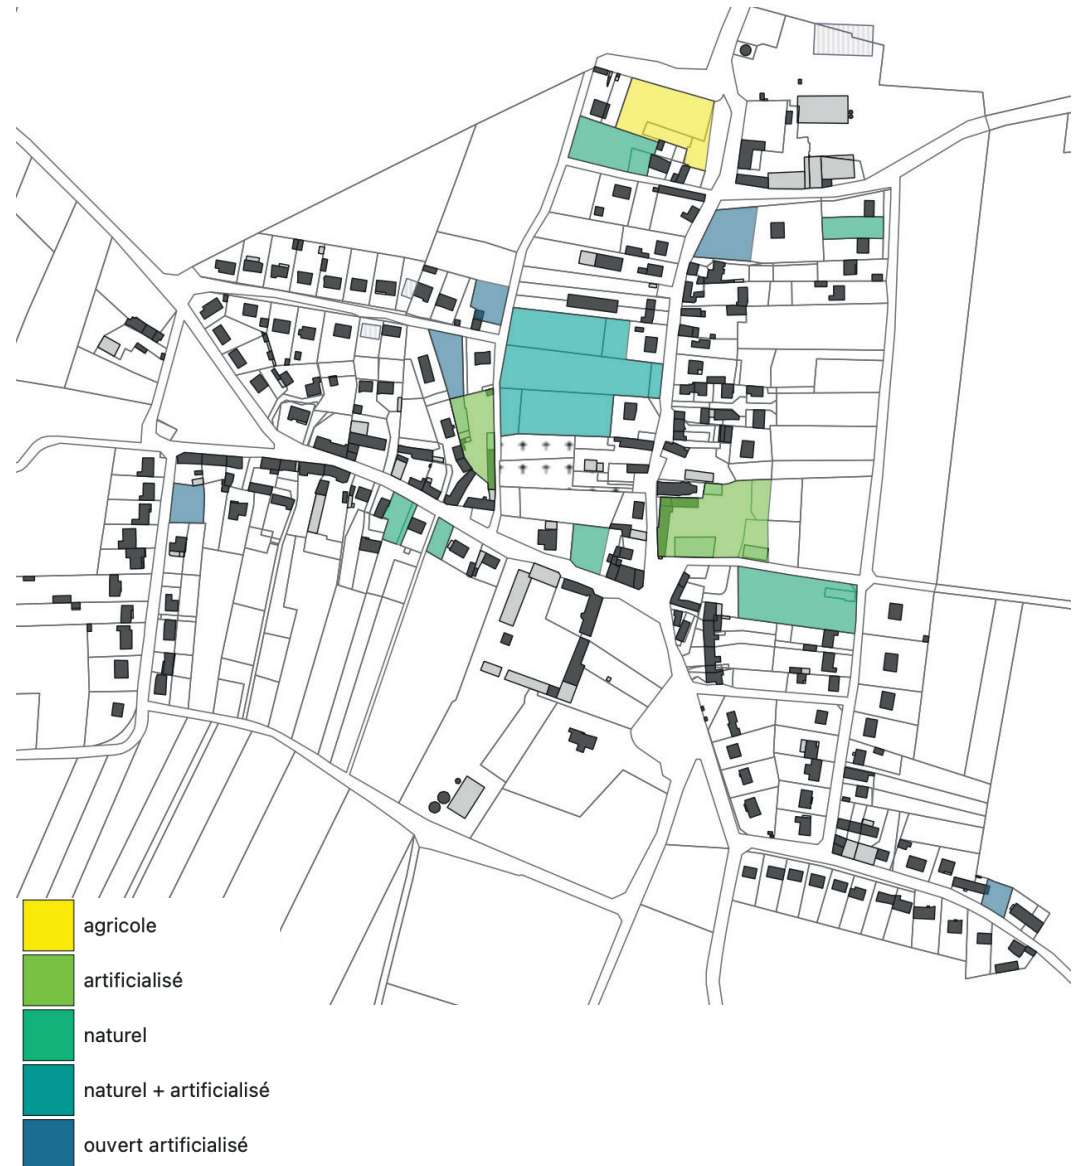 agricole
artificialisé
naturel
naturel + artificialisé
ouvert artificialisé